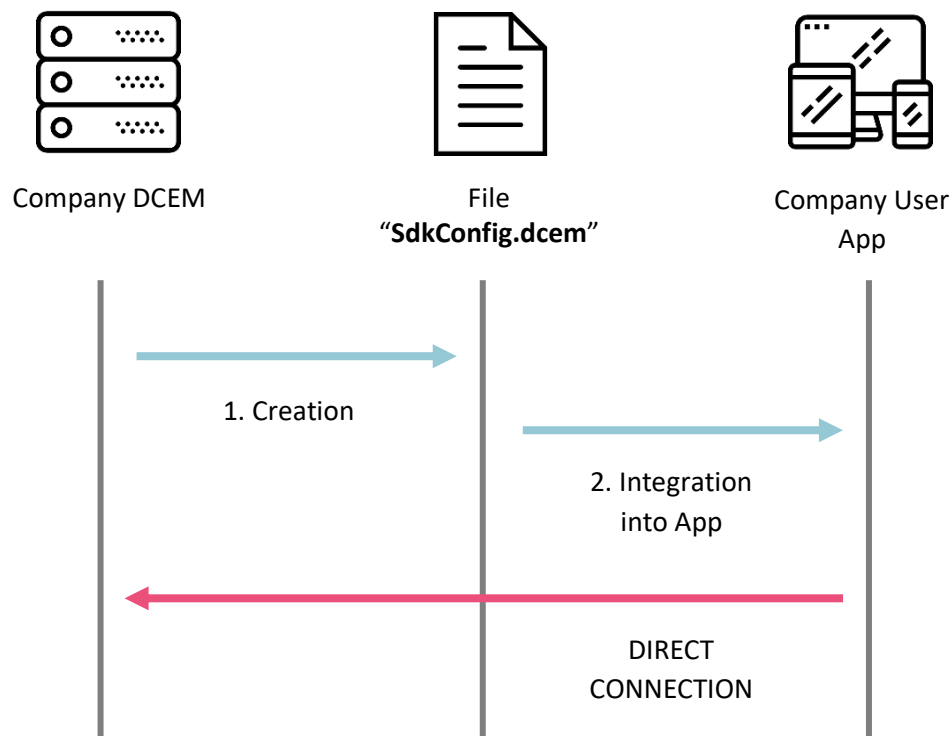 Company DCEM
File
“SdkConfig.dcem”
Company User
App
1. Creation
2. Integration
into App
DIRECT
CONNECTION